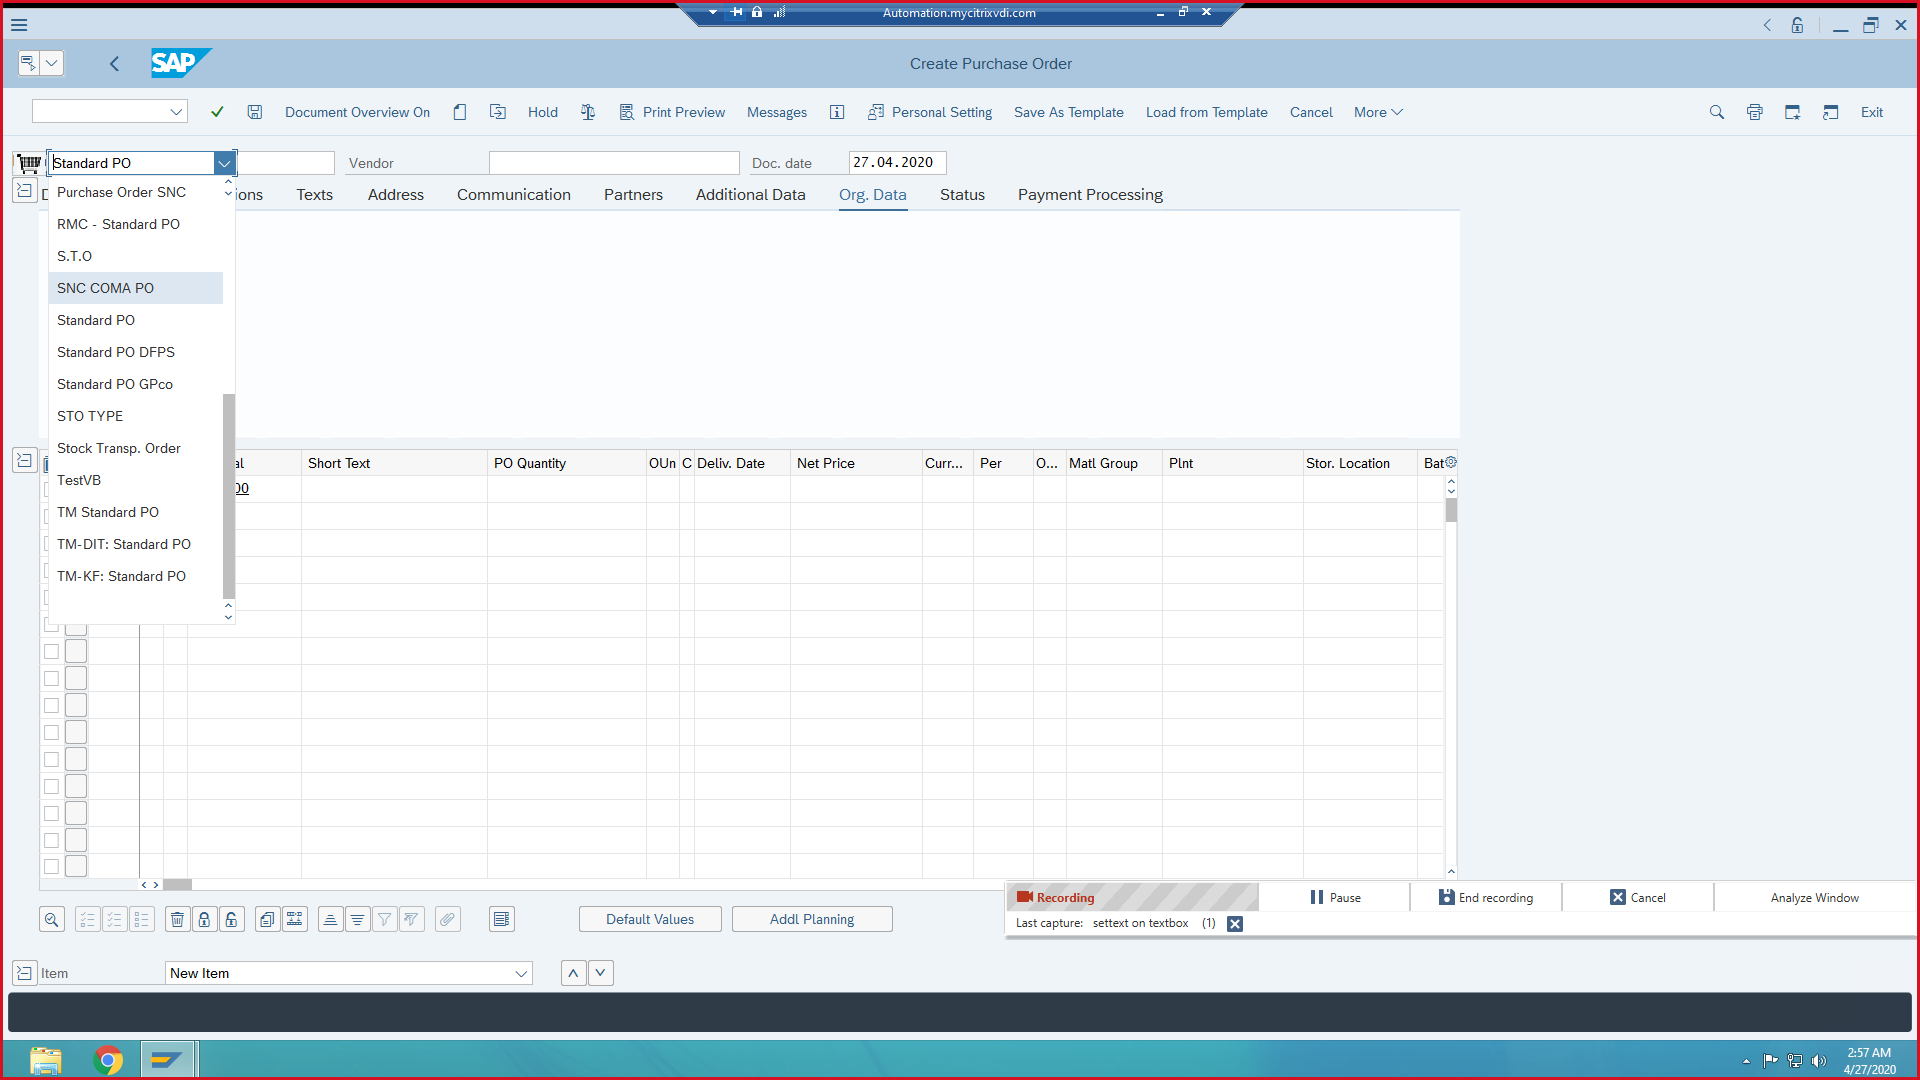 Automation.mycitrixvdi.com
SAP
Create Purchase Order
Document Overview On
Hold
Print Preview
Messages
Personal Setting
Save As Template
Load from Template
Cancel
More
Exit
Standard PO
Vendor
Doc. date
27.04.2020
Texts
Address
Communication
Partners
Additional Data
Org. Data
Status
Payment Processing
Purchase Order SNC
RMC - Standard PO
S.T.O
SNC COMA PO
Standard PO
Standard PO DFPS
Standard PO GPco
STO TYPE
Stock Transp. Order
TestVB
TM Standard PO
TM-DIT: Standard PO
TM-KF: Standard PO
Short Text
PO Quantity
OUn
C
Deliv. Date
Net Price
Curr...
Per
O...
Matl Group
Plnt
Stor. Location
Bat
00
Default Values
Addl Planning
Recording
Pause
End recording
Cancel
Analyze Window
Last capture: settext on textbox (1)
Item
New Item
2:57 AM
4/27/2020